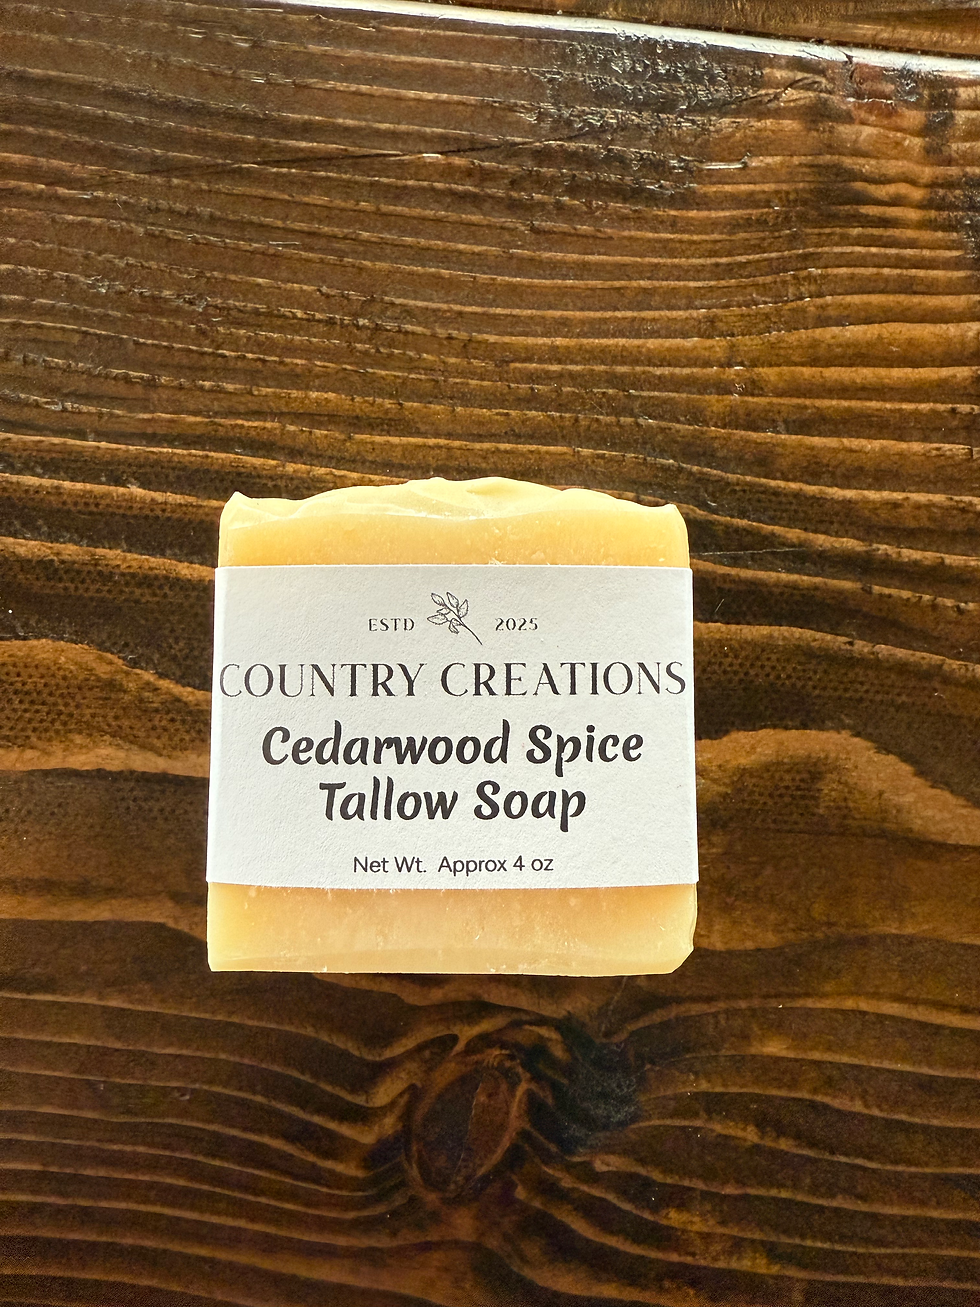 ESTD 2025
COUNTRY CREATIONS
Cedarwood Spice
Tallow Soap
Net Wt. Approx 4 oz